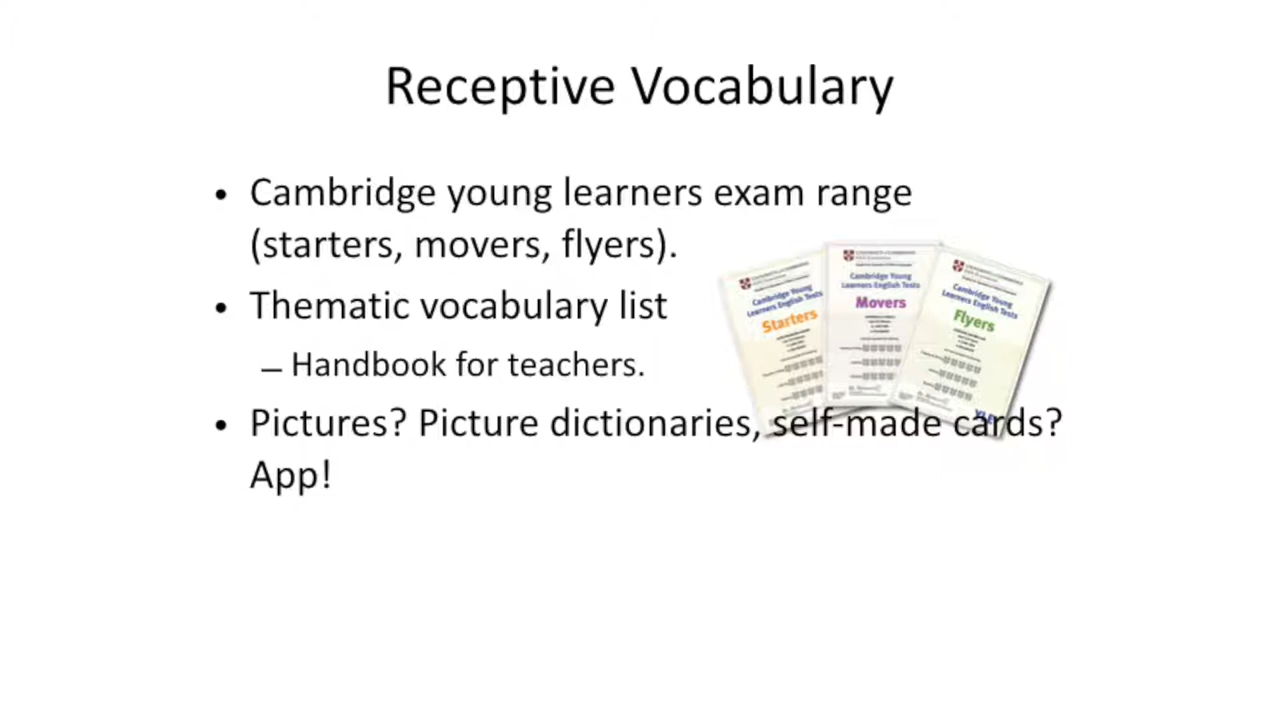 Receptive Vocabulary
• Cambridge young learners exam range
(starters, movers, flyers).
• Thematic vocabulary list
– Handbook for teachers.
• Pictures? Picture dictionaries, self-made cards?
App!
Cambridge Young
Learners English Tests
Starters
Cambridge Young
Learners English Tests
Movers
Cambridge Young
Learners English Tests
Flyers